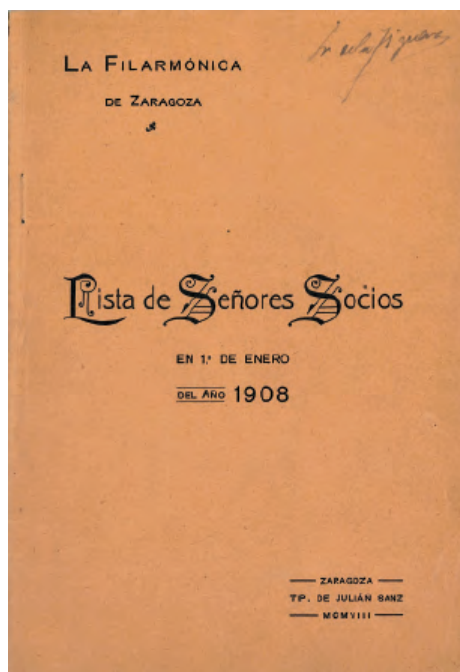 LA FILARMÓNICA
DE ZARAGOZA
Lista de Señores Socios
EN 1.º DE ENERO
DEL AÑO 1908
ZARAGOZA
TP. DE JULIÁN SANZ
MCMVIII